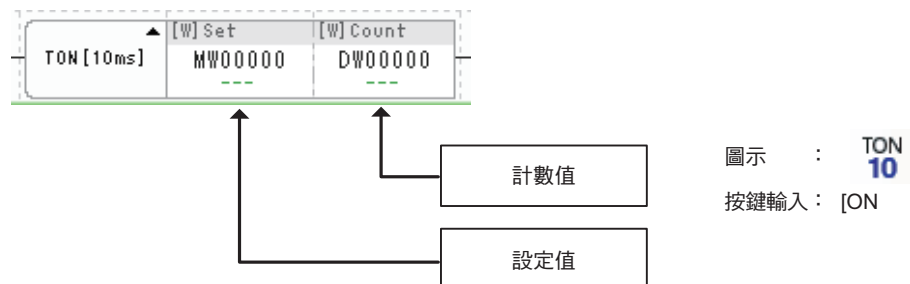 [W]Set [W]Count
TON[10ms] MW00000 DW00000
--- ---
計數值
設定值
圖示 : TON
10
按鍵輸入： [ON